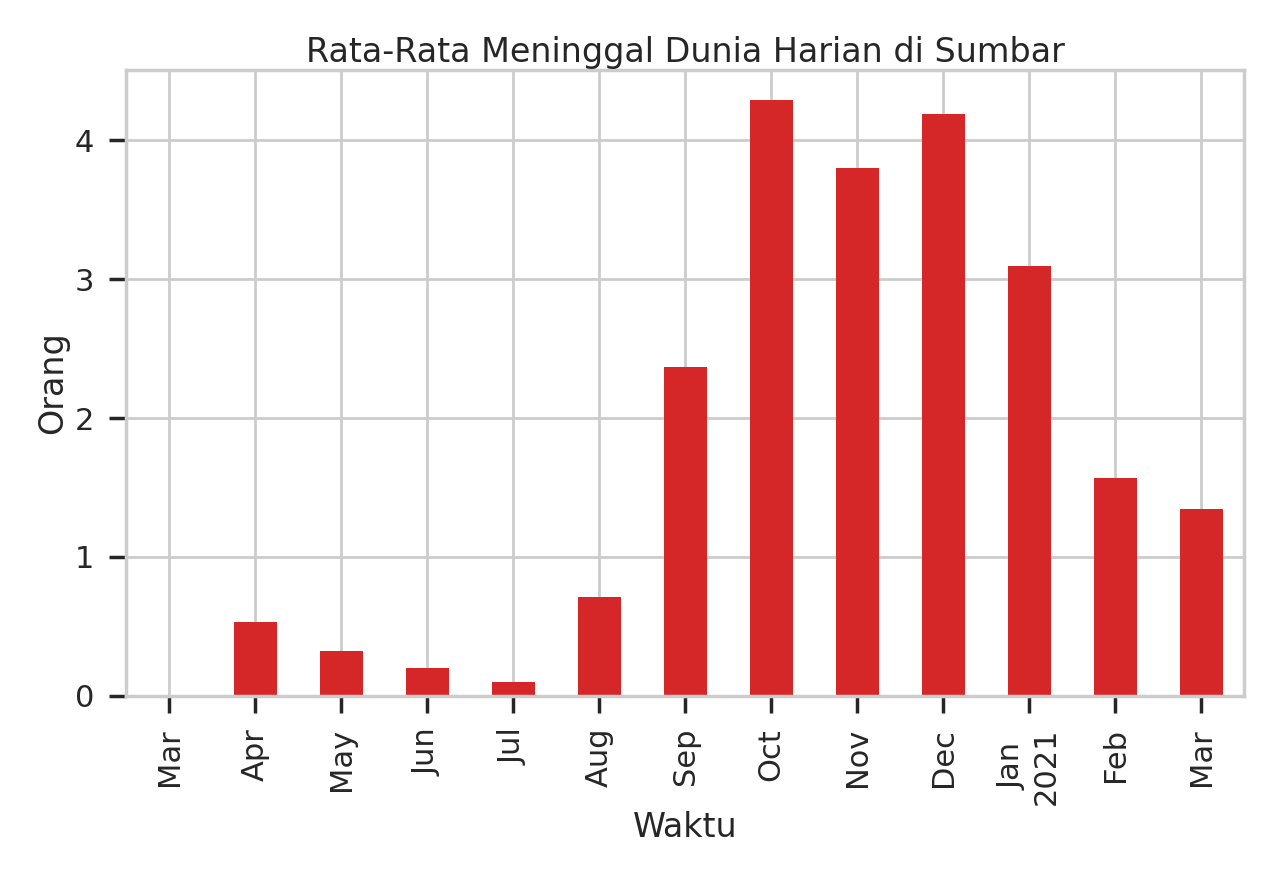 Rata-Rata Meninggal Dunia Harian di Sumbar
Orang
4
3
2
1
0
Mar
Apr
May
Jun
Jul
Aug
Sep
Oct
Nov
Dec
Jan
2021
Feb
Mar
Waktu